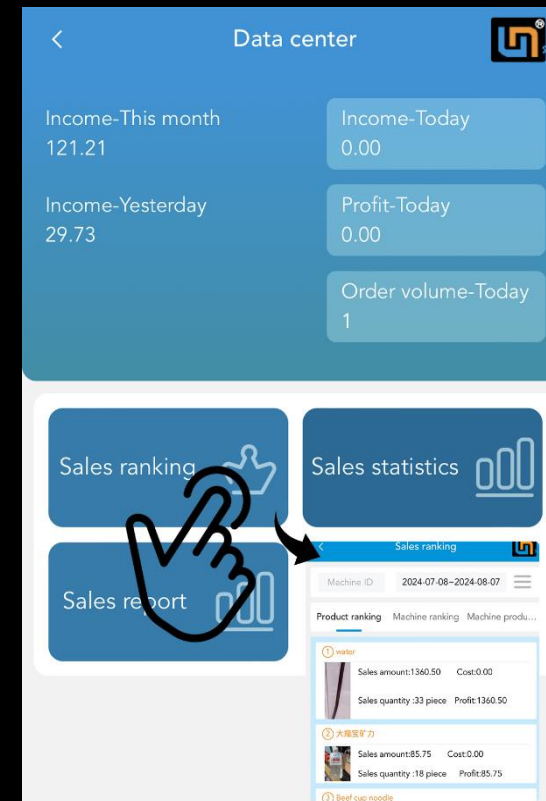 Data center
Income-This month
121.21
Income-Today
0.00
Income-Yesterday
29.73
Profit-Today
0.00
Order volume-Today
1
Sales ranking
Sales statistics
Sales report
Sales ranking
Machine ID
2024-07-08~2024-08-07
Product ranking Machine ranking Machine produ...
1 water
Sales amount:1360.50 Cost:0.00
Sales quantity :33 piece Profit:1360.50
2 大瑶宝矿力
Sales amount:85.75 Cost:0.00
Sales quantity :18 piece Profit:85.75
3 Beef cup noodle